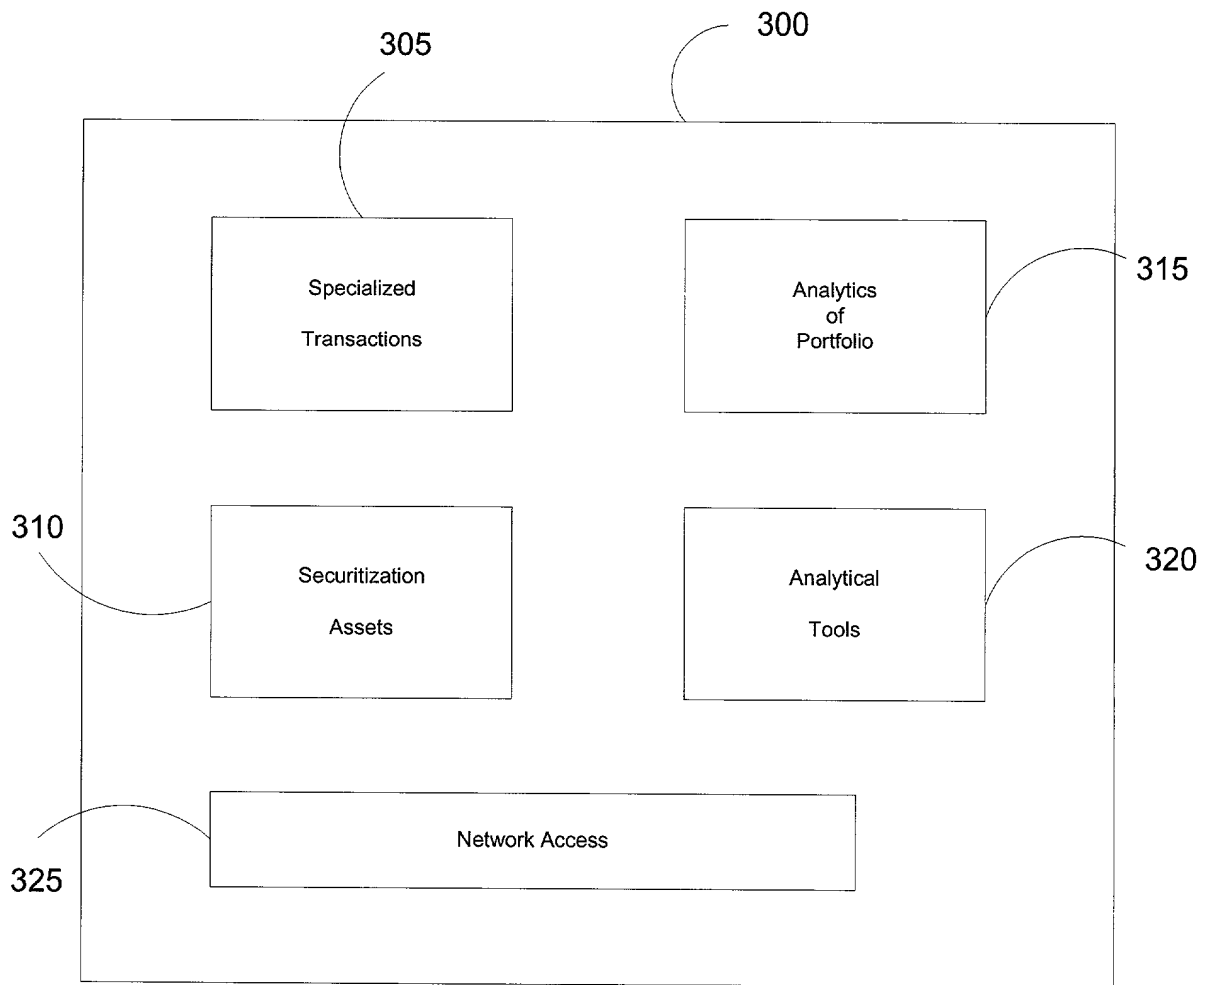 300
305
Specialized
Transactions
Analytics
of
Portfolio
315
310
Securitization
Assets
Analytical
Tools
320
Network Access
325